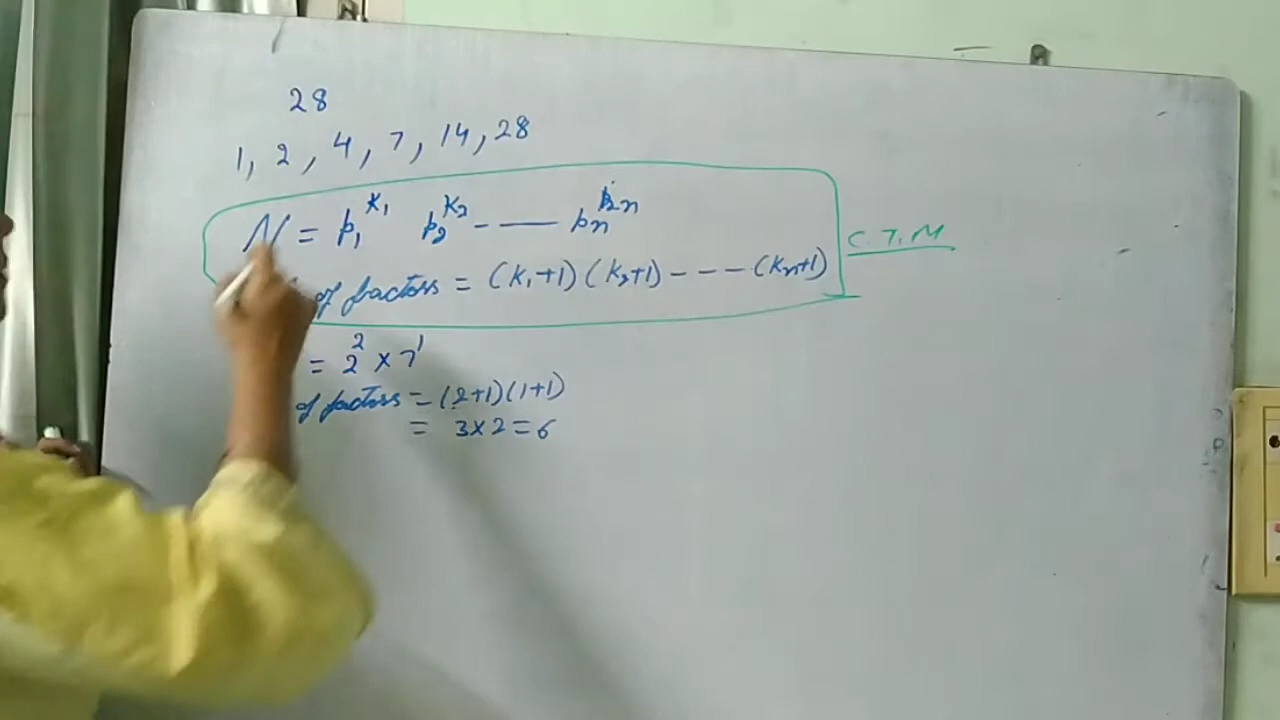 28
1, 2, 4, 7, 14, 28
N = p₁^K₁ p₂^K₂ - —— pₙ^Kn
of factors = (K₁+1) (K₂+1) - - - (Kn+1)
C.T.M
= 2² × 7¹
of factors = (2+1)(1+1)
= 3×2=6